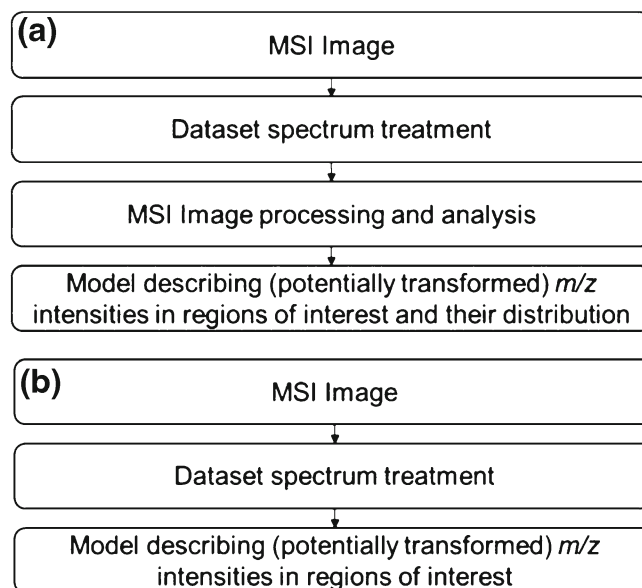 (a)
MSI Image
Dataset spectrum treatment
MSI Image processing and analysis
Model describing (potentially transformed) m/z
intensities in regions of interest and their distribution
(b)
MSI Image
Dataset spectrum treatment
Model describing (potentially transformed) m/z
intensities in regions of interest